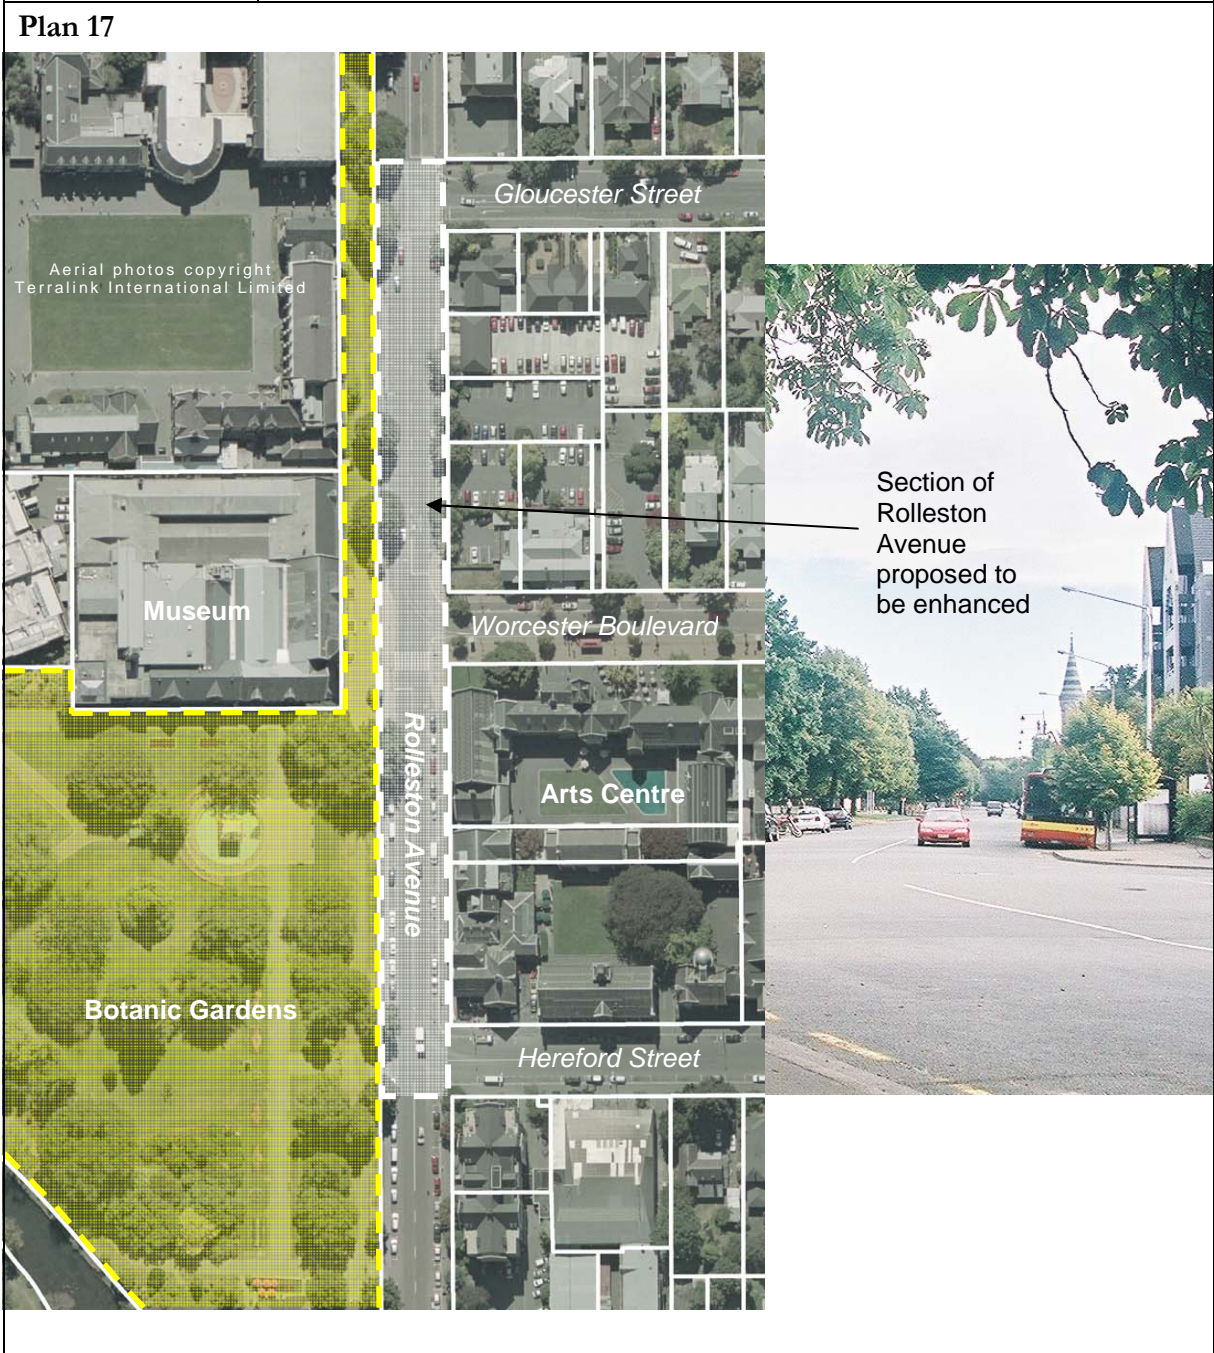 Plan 17
Gloucester Street
Aerial photos copyright
Terralink International Limited
Section of
Rolleston
Avenue
proposed to
be enhanced
Museum
Worcester Boulevard
Rolleston Avenue
Arts Centre
Botanic Gardens
Hereford Street